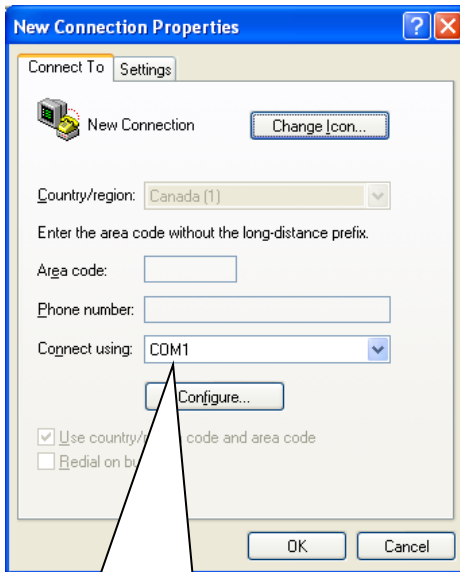 New Connection Properties
Connect To Settings
New Connection Change Icon...
Country/region: Canada (1)
Enter the area code without the long-distance prefix.
Area code:
Phone number:
Connect using: COM1
Configure...
Use country/ code and area code
Redial on
OK Cancel